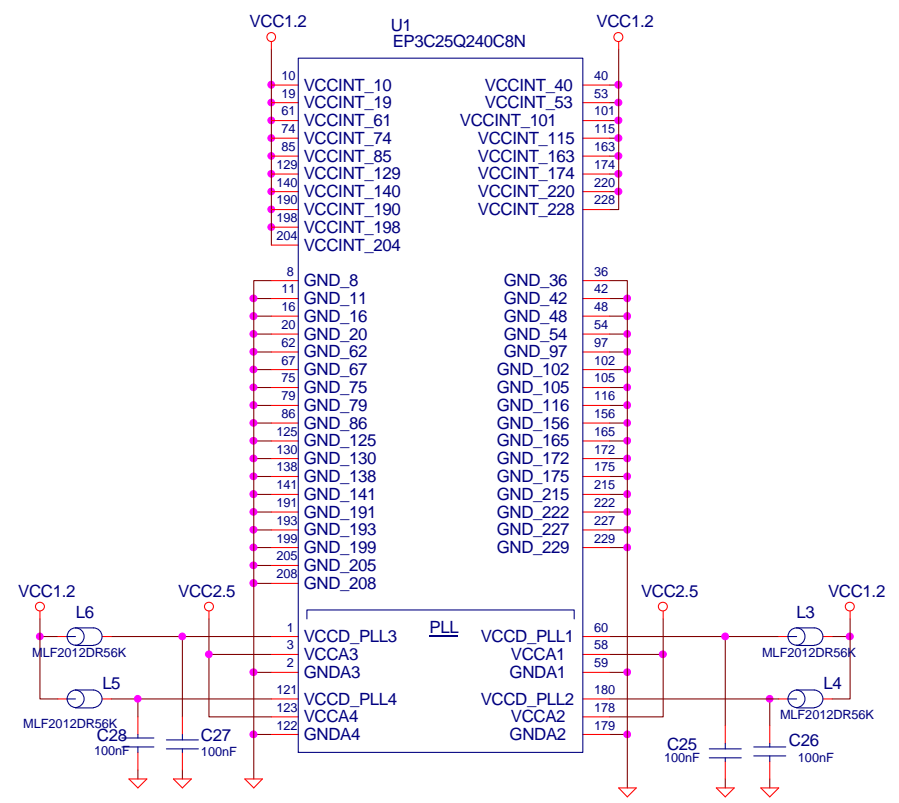 VCC1.2
U1
EP3C25Q240C8N
VCC1.2
10 VCCINT_10 VCCINT_40 40
19 VCCINT_19 VCCINT_53 53
61 VCCINT_61 VCCINT_101 101
74 VCCINT_74 VCCINT_115 115
85 VCCINT_85 VCCINT_163 163
129 VCCINT_129 VCCINT_174 174
140 VCCINT_140 VCCINT_220 220
190 VCCINT_190 VCCINT_228 228
198 VCCINT_198
204 VCCINT_204
8 GND_8 GND_36 36
11 GND_11 GND_42 42
16 GND_16 GND_48 48
20 GND_20 GND_54 54
62 GND_62 GND_97 97
67 GND_67 GND_102 102
75 GND_75 GND_105 105
79 GND_79 GND_116 116
86 GND_86 GND_156 156
125 GND_125 GND_165 165
130 GND_130 GND_172 172
138 GND_138 GND_175 175
141 GND_141 GND_215 215
191 GND_191 GND_222 222
193 GND_193 GND_227 227
199 GND_199 GND_229 229
205 GND_205
208 GND_208
VCC1.2 VCC2.5 VCC2.5 VCC1.2
L6 PLL L3
1 VCCD_PLL3 VCCD_PLL1 60
MLF2012DR56K MLF2012DR56K
3 VCCA3 VCCA1 58
2 GNDA3 GNDA1 59
L5 L4
121 VCCD_PLL4 VCCD_PLL2 180
MLF2012DR56K MLF2012DR56K
123 VCCA4 VCCA2 178
122 GNDA4 GNDA2 179
C28 C27 C25 C26
100nF 100nF 100nF 100nF